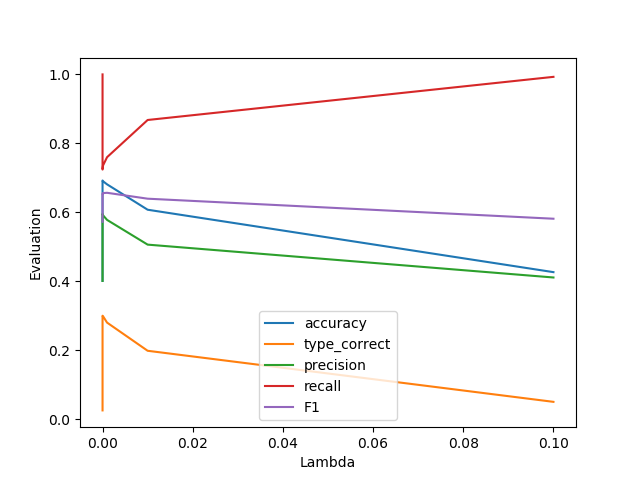 1.0
0.8
0.6
0.4
0.2
0.0
Evaluation
accuracy
type_correct
precision
recall
F1
0.00 0.02 0.04 0.06 0.08 0.10
Lambda